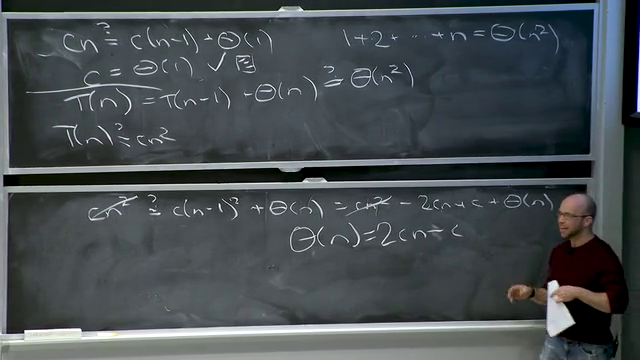 cn ≟ c(n-1) + Θ(1)
c = Θ(1) ✓
1+2+ ... +n = Θ(n²)
T(n) = T(n-1) + Θ(n) ≟ Θ(n²)
T(n) ≟ cn²
cn² ≟ c(n-1)² + Θ(n) = cn² - 2cn + c + Θ(n)
Θ(n) = 2cn - c